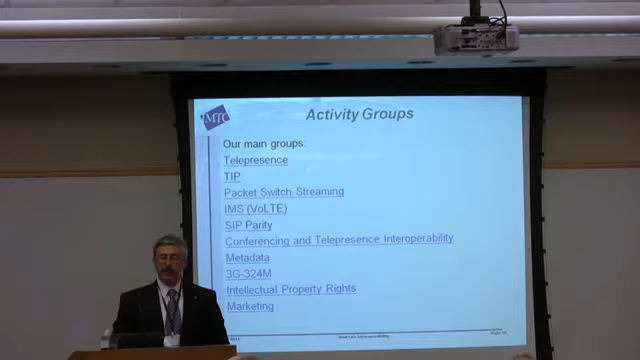 IMTC
Activity Groups
Our main groups:
Telepresence
TIP
Packet Switch Streaming
IMS (VoLTE)
SIP Parity
Conferencing and Telepresence Interoperability
Metadata
3G-324M
Intellectual Property Rights
Marketing